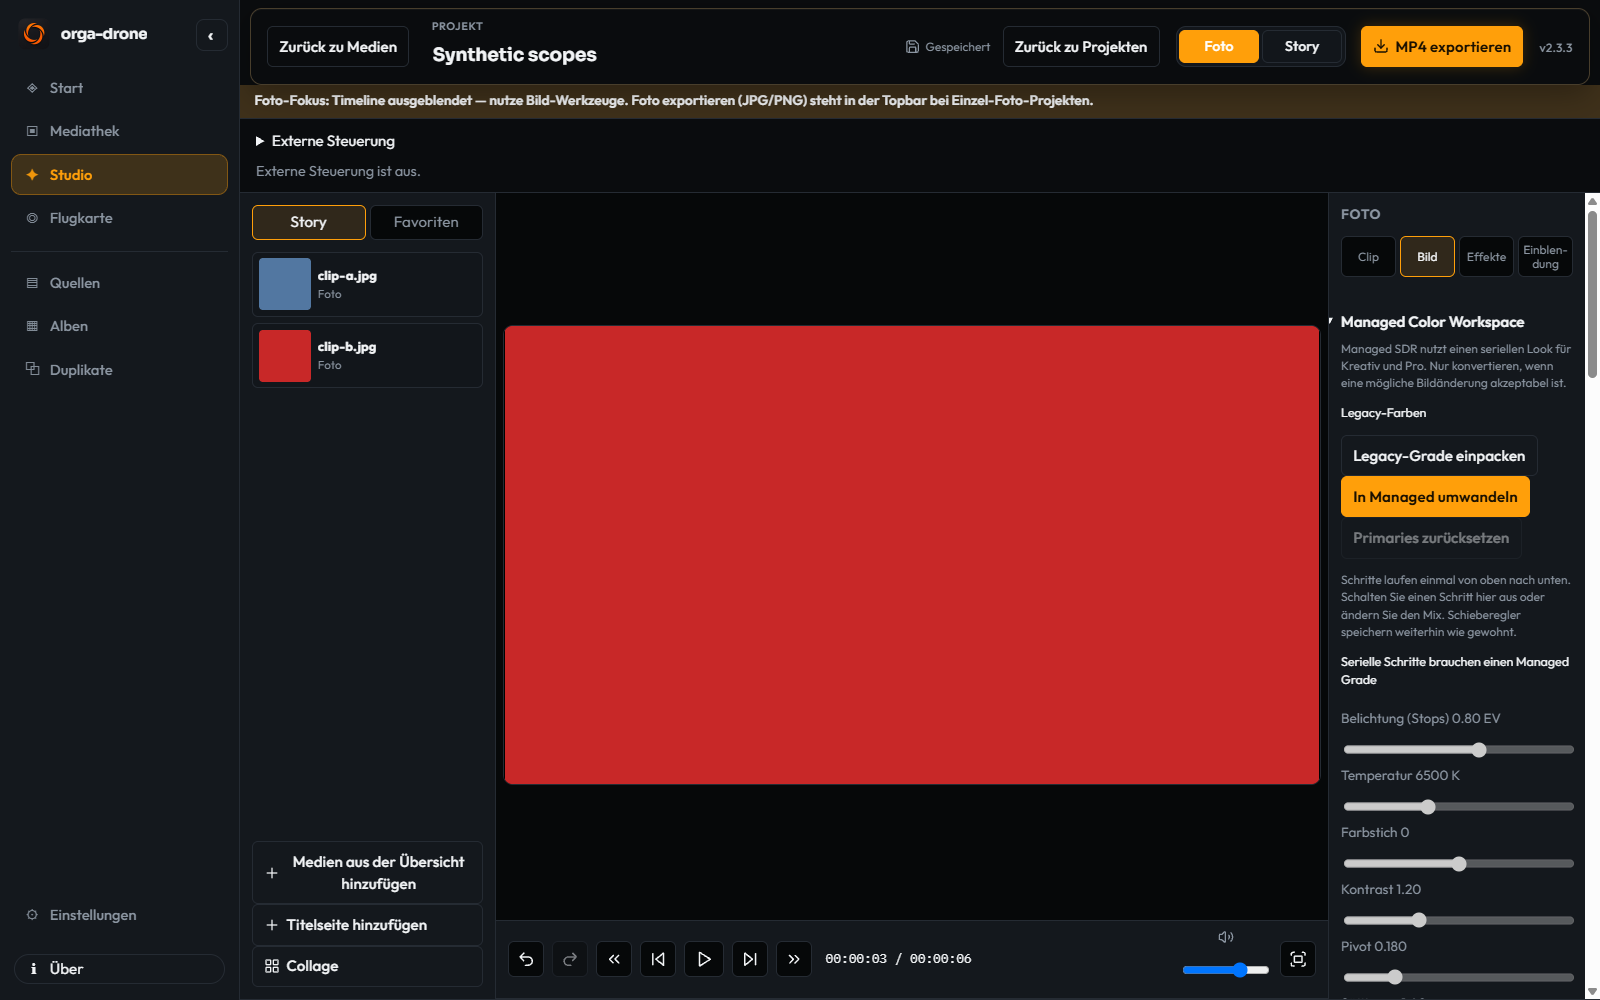 orga-drone
Start
Mediathek
Studio
Flugkarte
Quellen
Alben
Duplikate
Einstellungen
Über
Zurück zu Medien
PROJEKT
Synthetic scopes
Gespeichert
Zurück zu Projekten
Foto
Story
MP4 exportieren
v2.3.3
Foto-Fokus: Timeline ausgeblendet — nutze Bild-Werkzeuge. Foto exportieren (JPG/PNG) steht in der Topbar bei Einzel-Foto-Projekten.
Externe Steuerung
Externe Steuerung ist aus.
Story
Favoriten
clip-a.jpg
Foto
clip-b.jpg
Foto
Medien aus der Übersicht
hinzufügen
Titelseite hinzufügen
Collage
00:00:03 / 00:00:06
FOTO
Clip
Bild
Effekte
Einblen-
dung
Managed Color Workspace
Managed SDR nutzt einen seriellen Look für
Kreativ und Pro. Nur konvertieren, wenn
eine mögliche Bildänderung akzeptabel ist.
Legacy-Farben
Legacy-Grade einpacken
In Managed umwandeln
Primaries zurücksetzen
Schritte laufen einmal von oben nach unten.
Schalten Sie einen Schritt hier aus oder
ändern Sie den Mix. Schieberegler
speichern weiterhin wie gewohnt.
Serielle Schritte brauchen einen Managed
Grade
Belichtung (Stops) 0.80 EV
Temperatur 6500 K
Farbstich 0
Kontrast 1.20
Pivot 0.180